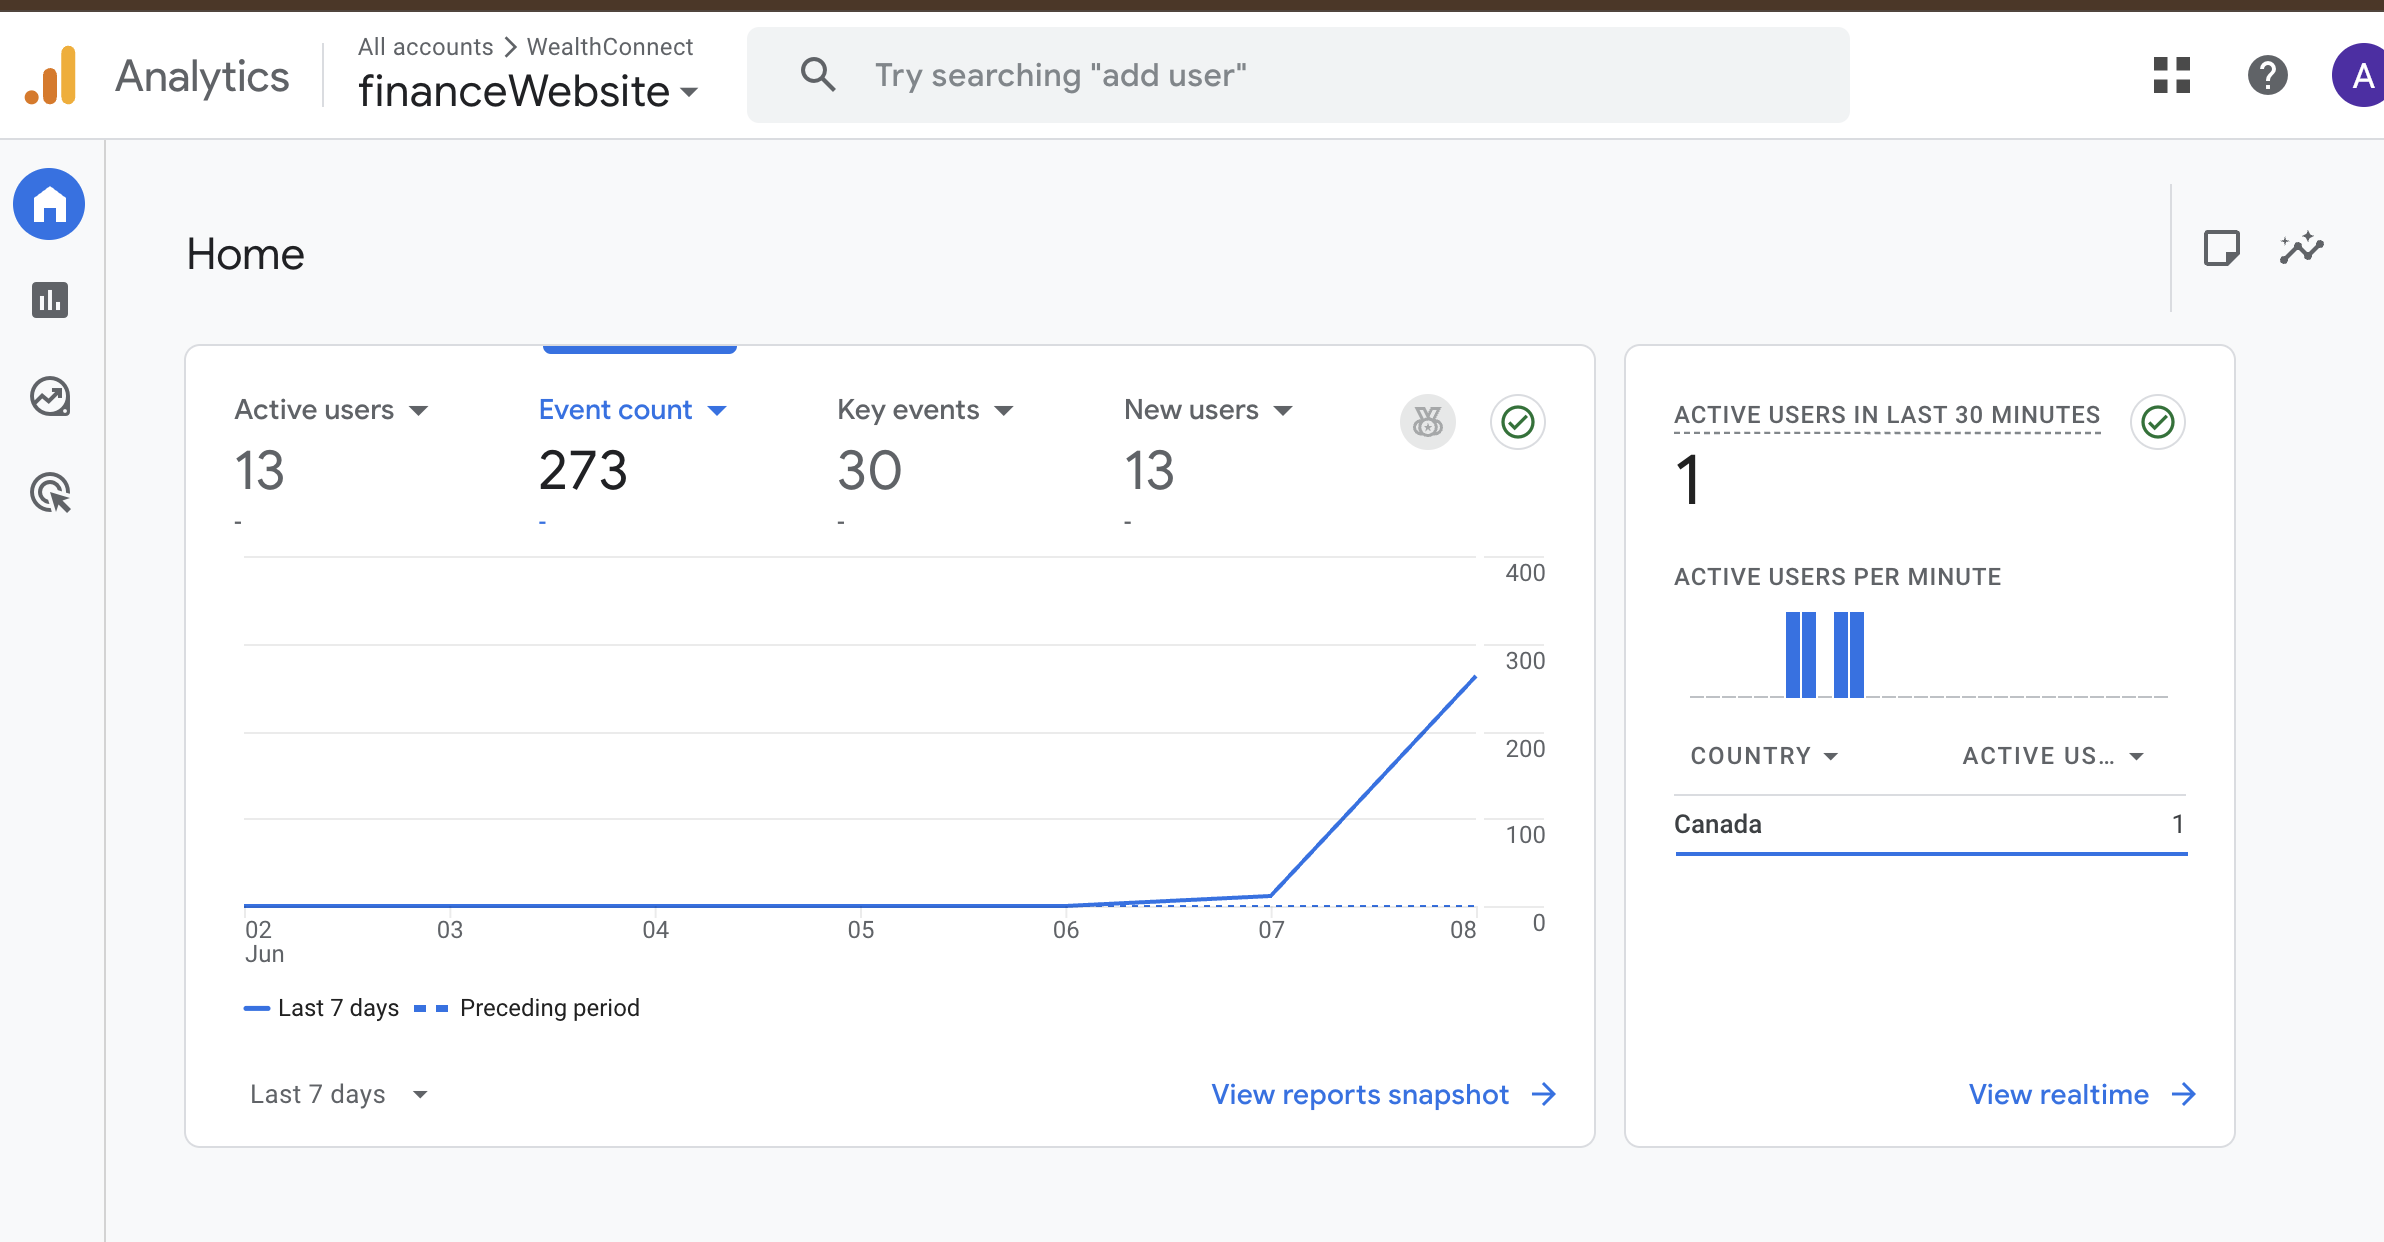 Analytics
All accounts > WealthConnect
financeWebsite
Try searching "add user"
A
Home
Active users
13
-
Event count
273
-
Key events
30
-
New users
13
-
400
300
200
100
0
02
Jun
03
04
05
06
07
08
Last 7 days
Preceding period
Last 7 days
View reports snapshot
ACTIVE USERS IN LAST 30 MINUTES
1
ACTIVE USERS PER MINUTE
COUNTRY
ACTIVE US...
Canada
1
View realtime